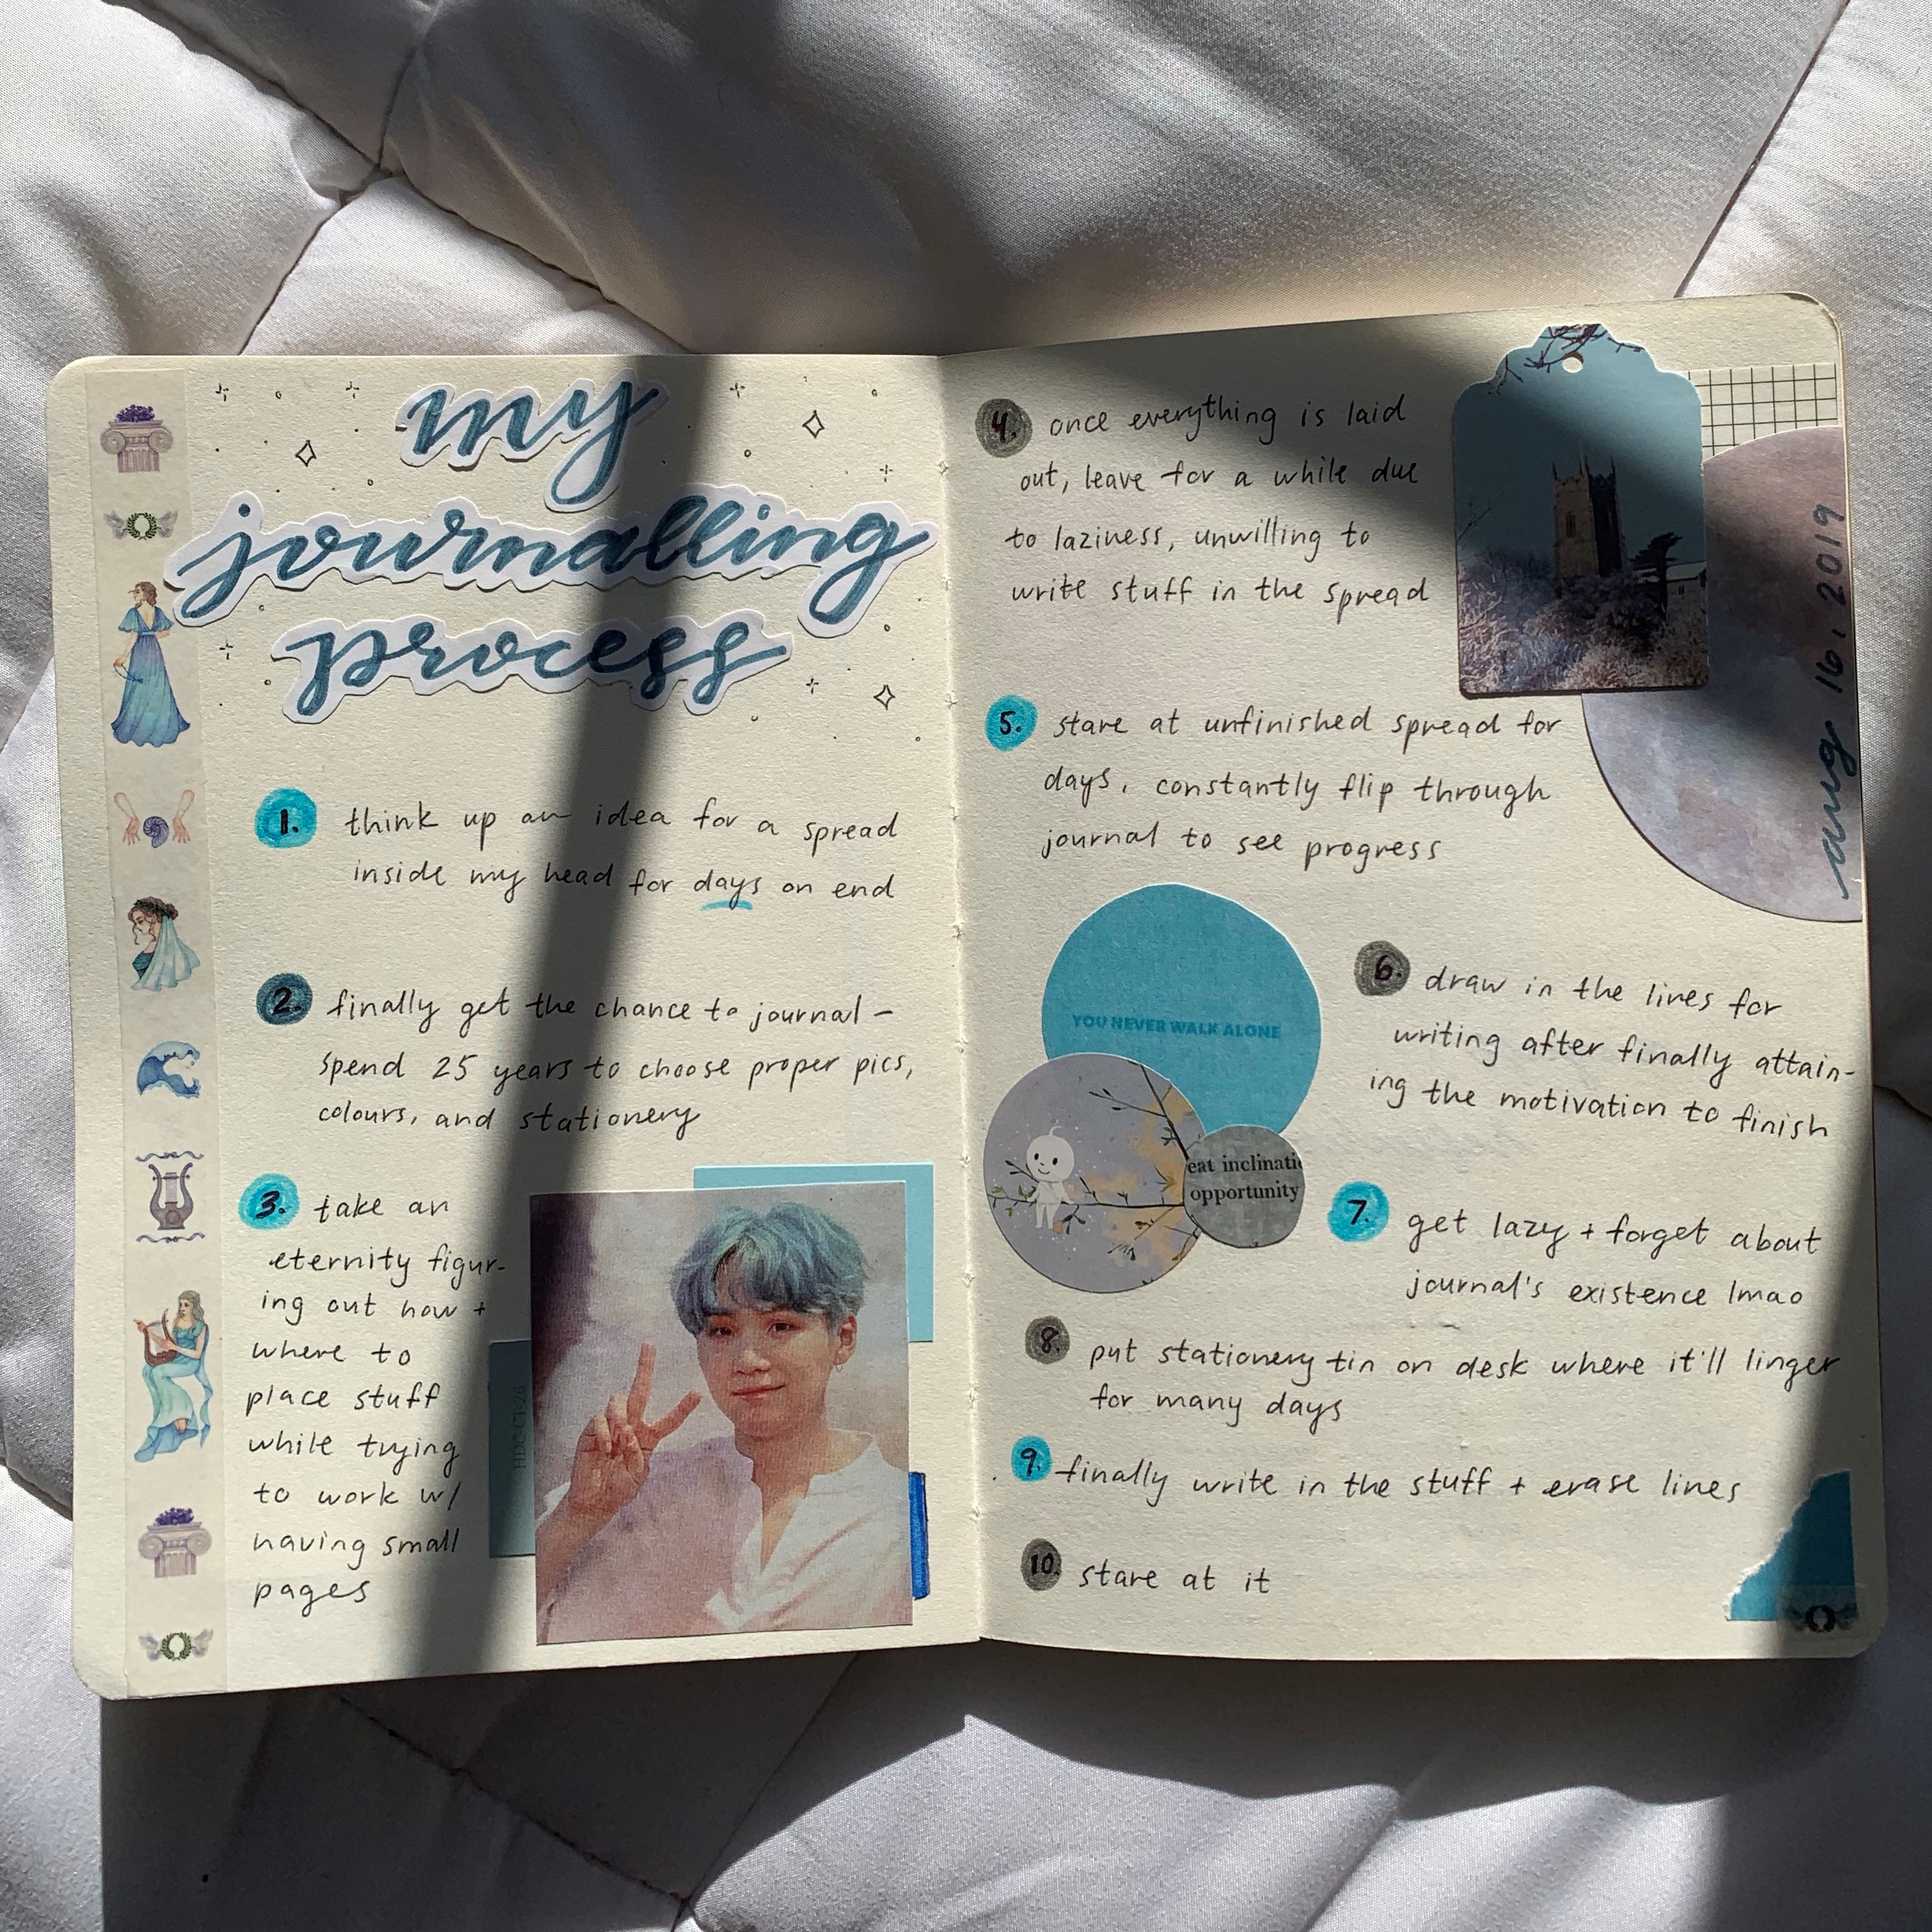 my
journalling
process
1. think up an idea for a spread
inside my head for days on end
2. finally get the chance to journal -
spend 25 years to choose proper pics,
colours, and stationery
3. take an
eternity figur-
ing out how +
where to
place stuff
while trying
to work w/
having small
pages
4. once everything is laid
out, leave for a while due
to laziness, unwilling to
write stuff in the spread
aug 16, 2019
5. stare at unfinished spread for
days, constantly flip through
journal to see progress
YOU NEVER WALK ALONE
eat inclinati
opportunity
6. draw in the lines for
writing after finally attain-
ing the motivation to finish
7. get lazy + forget about
journal's existence lmao
8. put stationery tin on desk where it'll linger
for many days
9. finally write in the stuff + erase lines
10. stare at it